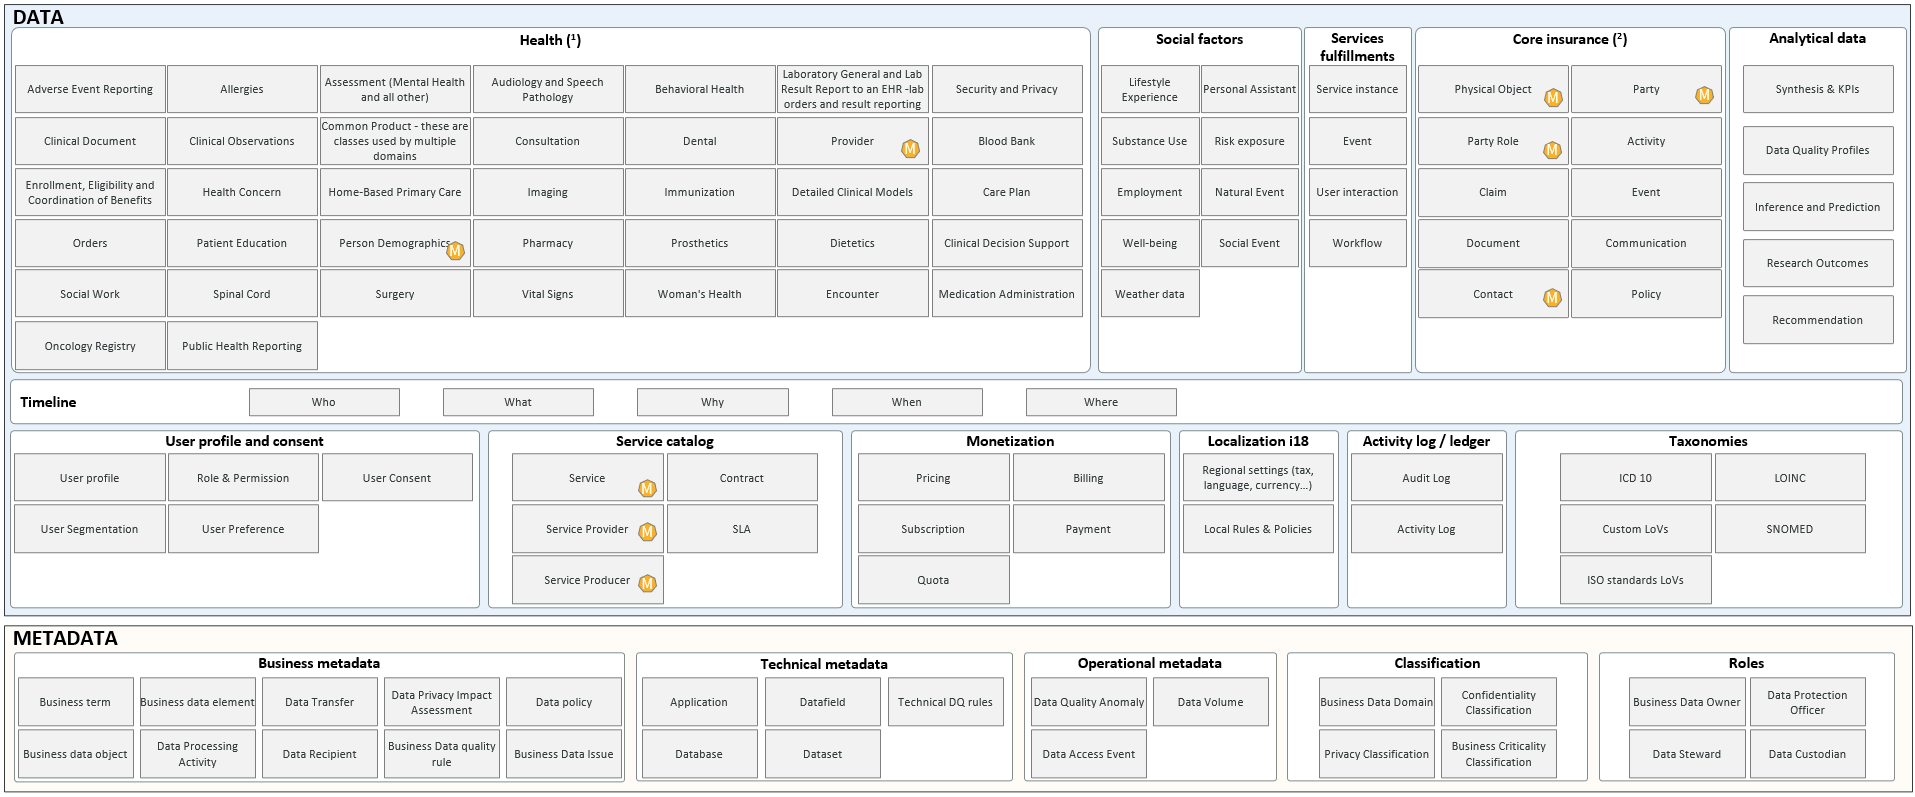 DATA
Health (¹)
Adverse Event Reporting
Allergies
Assessment (Mental Health
and all other)
Audiology and Speech
Pathology
Behavioral Health
Laboratory General and Lab
Result Report to an EHR -lab
orders and result reporting
Security and Privacy
Clinical Document
Clinical Observations
Common Product - these are
classes used by multiple
domains
Consultation
Dental
Provider
M
Blood Bank
Enrollment, Eligibility and
Coordination of Benefits
Health Concern
Home-Based Primary Care
Imaging
Immunization
Detailed Clinical Models
Care Plan
Orders
Patient Education
Person Demographics
M
Pharmacy
Prosthetics
Dietetics
Clinical Decision Support
Social Work
Spinal Cord
Surgery
Vital Signs
Woman's Health
Encounter
Medication Administration
Oncology Registry
Public Health Reporting
Social factors
Lifestyle
Experience
Personal Assistant
Substance Use
Risk exposure
Employment
Natural Event
Well-being
Social Event
Weather data
Services
fulfillments
Service instance
Event
User interaction
Workflow
Core insurance (²)
Physical Object
M
Party
M
Party Role
M
Activity
Claim
Event
Document
Communication
Contact
M
Policy
Analytical data
Synthesis & KPIs
Data Quality Profiles
Inference and Prediction
Research Outcomes
Recommendation
Timeline
Who
What
Why
When
Where
User profile and consent
User profile
Role & Permission
User Consent
User Segmentation
User Preference
Service catalog
Service
M
Contract
Service Provider
M
SLA
Service Producer
M
Monetization
Pricing
Billing
Subscription
Payment
Quota
Localization i18
Regional settings (tax,
language, currency...)
Local Rules & Policies
Activity log / ledger
Audit Log
Activity Log
Taxonomies
ICD 10
LOINC
Custom LoVs
SNOMED
ISO standards LoVs
METADATA
Business metadata
Business term
Business data element
Data Transfer
Data Privacy Impact
Assessment
Data policy
Business data object
Data Processing
Activity
Data Recipient
Business Data quality
rule
Business Data Issue
Technical metadata
Application
Datafield
Technical DQ rules
Database
Dataset
Operational metadata
Data Quality Anomaly
Data Volume
Data Access Event
Classification
Business Data Domain
Confidentiality
Classification
Privacy Classification
Business Criticality
Classification
Roles
Business Data Owner
Data Protection
Officer
Data Steward
Data Custodian